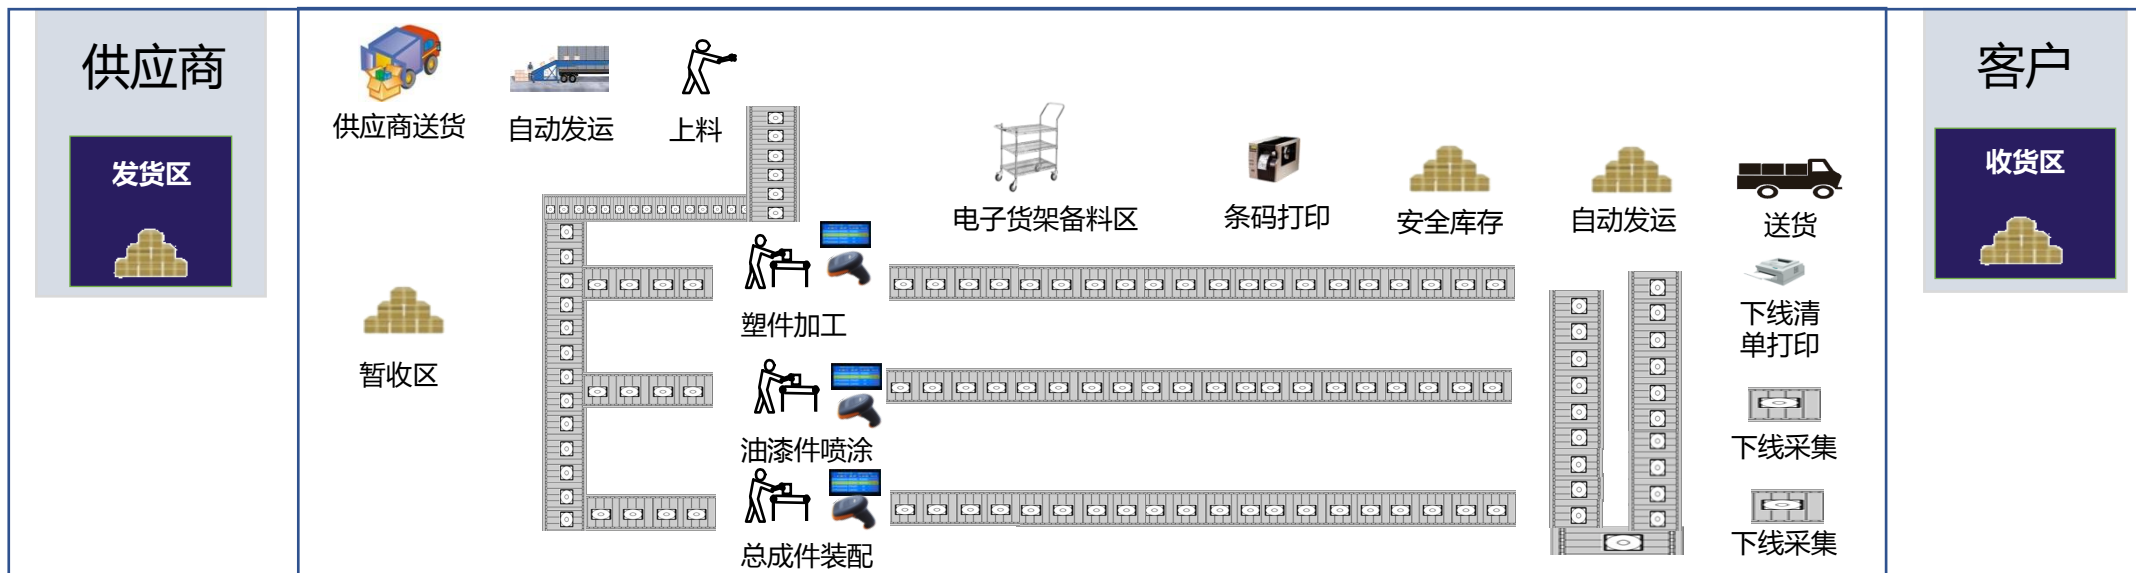 供应商
发货区
供应商送货
自动发运
上料
暂收区
塑件加工
油漆件喷涂
总成件装配
电子货架备料区
条码打印
安全库存
自动发运
送货
下线清
单打印
下线采集
下线采集
客户
收货区